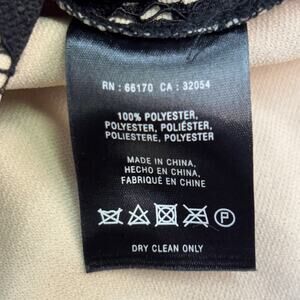 RN : 66170 CA : 32054
100% POLYESTER,
POLYESTER, POLIÉSTER,
POLIESTERE, POLYESTER
MADE IN CHINA,
HECHO EN CHINA,
FABRIQUÉ EN CHINE
P
DRY CLEAN ONLY